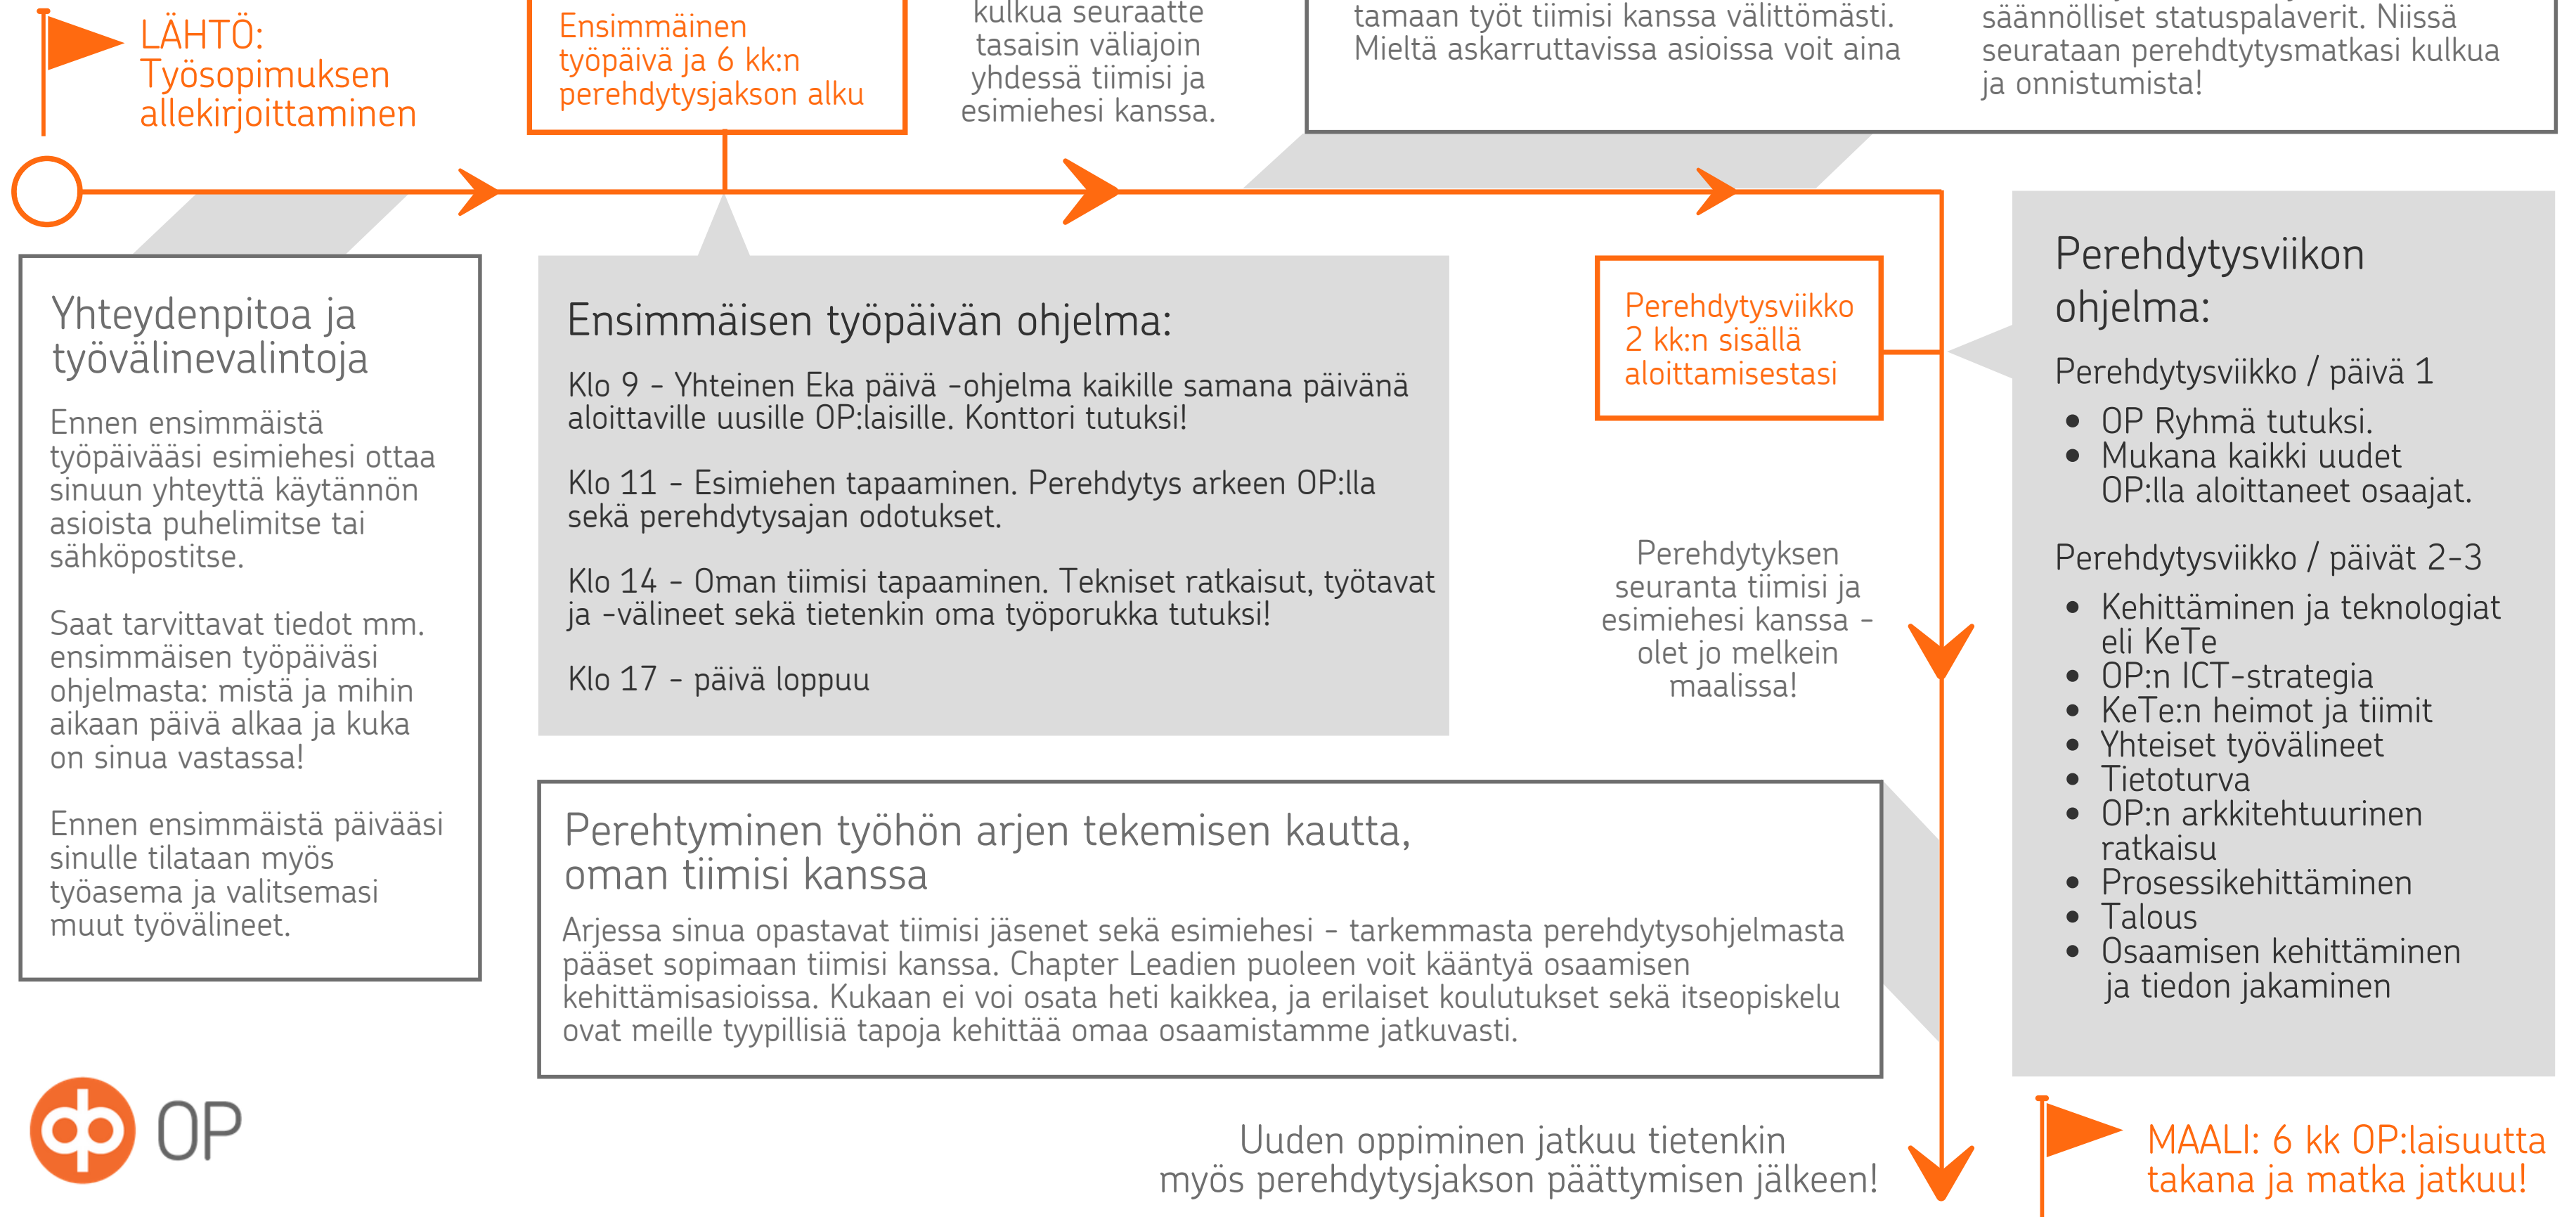 LÄHTÖ:
Työsopimuksen
allekirjoittaminen
Ensimmäinen
työpäivä ja 6 kk:n
perehdytysjakson alku
kulkua seuraatte
tasaisin väliajoin
yhdessä tiimisi ja
esimiehesi kanssa.
tamaan työt tiimisi kanssa välittömästi.
Mieltä askarruttavissa asioissa voit aina
säännölliset statuspalaverit. Niissä
seurataan perehdtytysmatkasi kulkua
ja onnistumista!
Yhteydenpitoa ja
työvälinevalintoja
Ennen ensimmäistä
työpäivääsi esimiehesi ottaa
sinuun yhteyttä käytännön
asioista puhelimitse tai
sähköpostitse.
Saat tarvittavat tiedot mm.
ensimmäisen työpäiväsi
ohjelmasta: mistä ja mihin
aikaan päivä alkaa ja kuka
on sinua vastassa!
Ennen ensimmäistä päivääsi
sinulle tilataan myös
työasema ja valitsemasi
muut työvälineet.
Ensimmäisen työpäivän ohjelma:
Klo 9 - Yhteinen Eka päivä -ohjelma kaikille samana päivänä
aloittaville uusille OP:laisille. Konttori tutuksi!
Klo 11 - Esimiehen tapaaminen. Perehdytys arkeen OP:lla
sekä perehdytysajan odotukset.
Klo 14 - Oman tiimisi tapaaminen. Tekniset ratkaisut, työtavat
ja -välineet sekä tietenkin oma työporukka tutuksi!
Klo 17 - päivä loppuu
Perehdytysviikko
2 kk:n sisällä
aloittamisestasi
Perehdytyksen
seuranta tiimisi ja
esimiehesi kanssa -
olet jo melkein
maalissa!
Perehdytysviikon
ohjelma:
Perehdytysviikko / päivä 1
• OP Ryhmä tutuksi.
• Mukana kaikki uudet
OP:lla aloittaneet osaajat.
Perehdytysviikko / päivät 2-3
• Kehittäminen ja teknologiat
eli KeTe
• OP:n ICT-strategia
• KeTe:n heimot ja tiimit
• Yhteiset työvälineet
• Tietoturva
• OP:n arkkitehtuurinen
ratkaisu
• Prosessikehittäminen
• Talous
• Osaamisen kehittäminen
ja tiedon jakaminen
Perehtyminen työhön arjen tekemisen kautta,
oman tiimisi kanssa
Arjessa sinua opastavat tiimisi jäsenet sekä esimiehesi - tarkemmasta perehdytysohjelmasta
pääset sopimaan tiimisi kanssa. Chapter Leadien puoleen voit kääntyä osaamisen
kehittämisasioissa. Kukaan ei voi osata heti kaikkea, ja erilaiset koulutukset sekä itseopiskelu
ovat meille tyypillisiä tapoja kehittää omaa osaamistamme jatkuvasti.
OP
Uuden oppiminen jatkuu tietenkin
myös perehdytysjakson päättymisen jälkeen!
MAALI: 6 kk OP:laisuutta
takana ja matka jatkuu!